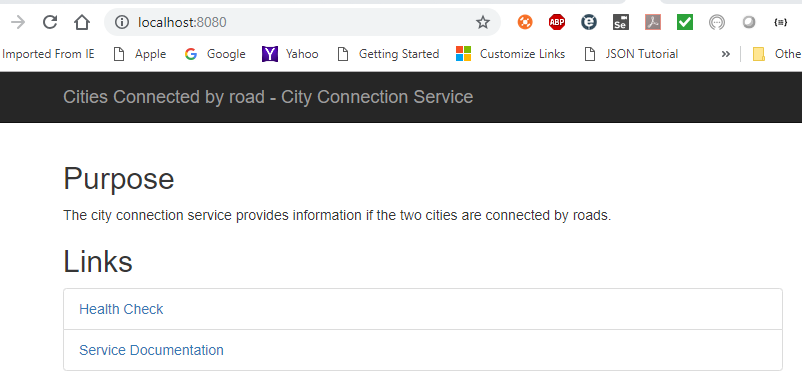 localhost:8080
ABP
Se
Imported From IE
Apple
Google
Yahoo
Getting Started
Customize Links
JSON Tutorial
»
Othe
Cities Connected by road - City Connection Service
Purpose
The city connection service provides information if the two cities are connected by roads.
Links
Health Check
Service Documentation